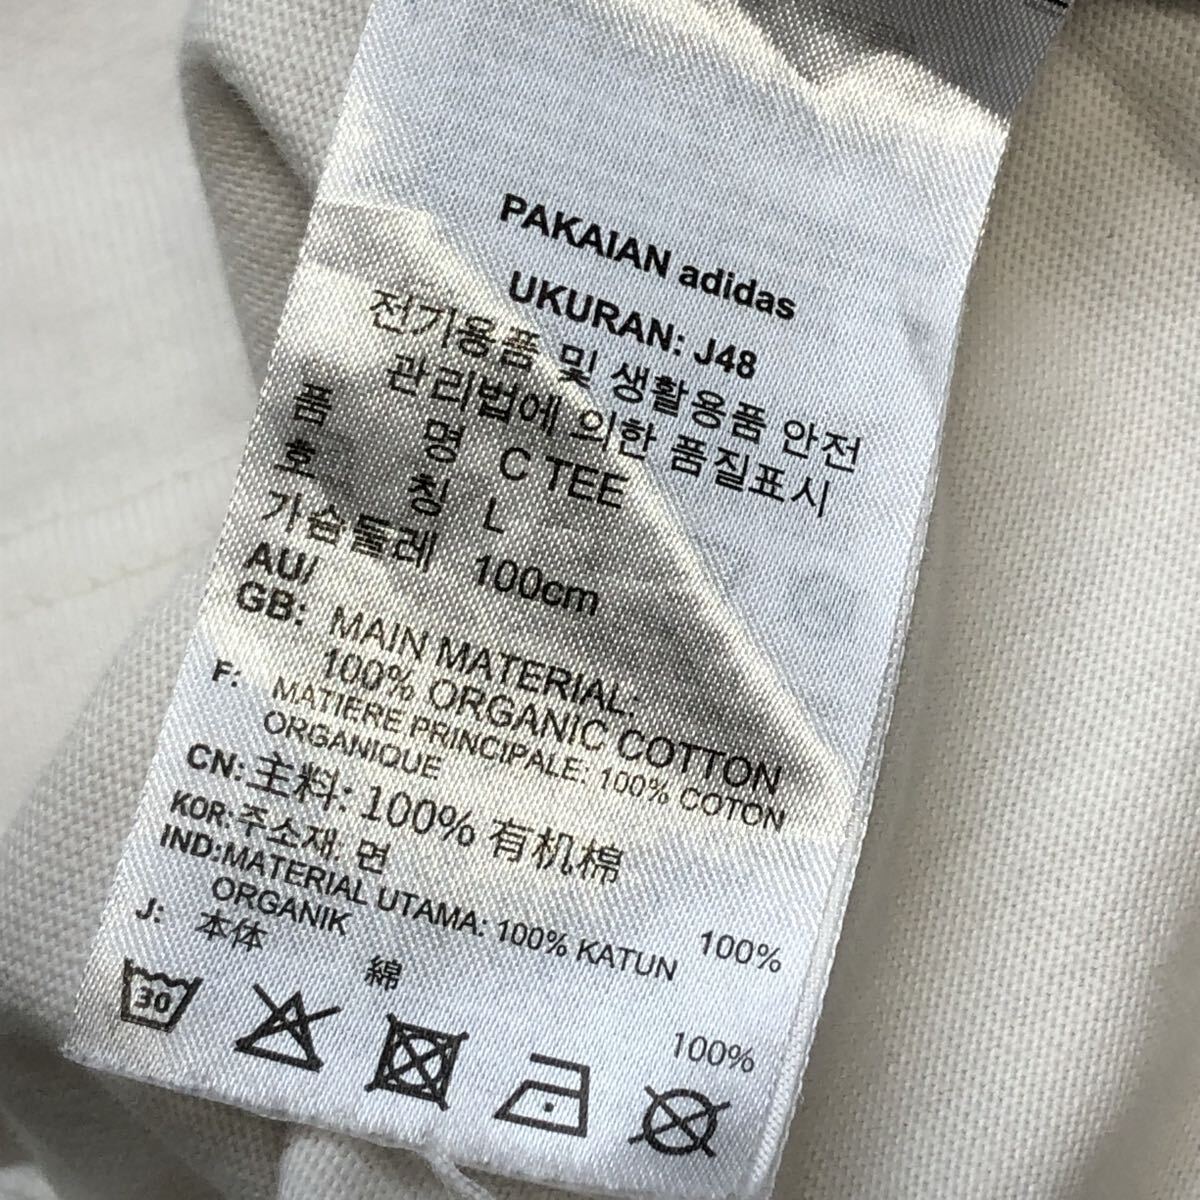 PAKAIAN adidas
UKURAN: J48
전기용품 및 생활용품 안전
관리법에 의한 품질표시
품 명 C TEE
호 칭 L
가슴둘레 100cm
AU/
GB: MAIN MATERIAL:
100% ORGANIC COTTON
F: MATIERE PRINCIPALE: 100% COTON
ORGANIQUE
CN: 主料: 100% 有机棉
KOR: 주소재: 면 100%
IND: MATERIAL UTAMA: 100% KATUN
ORGANIK
J: 本体 綿 100%
30